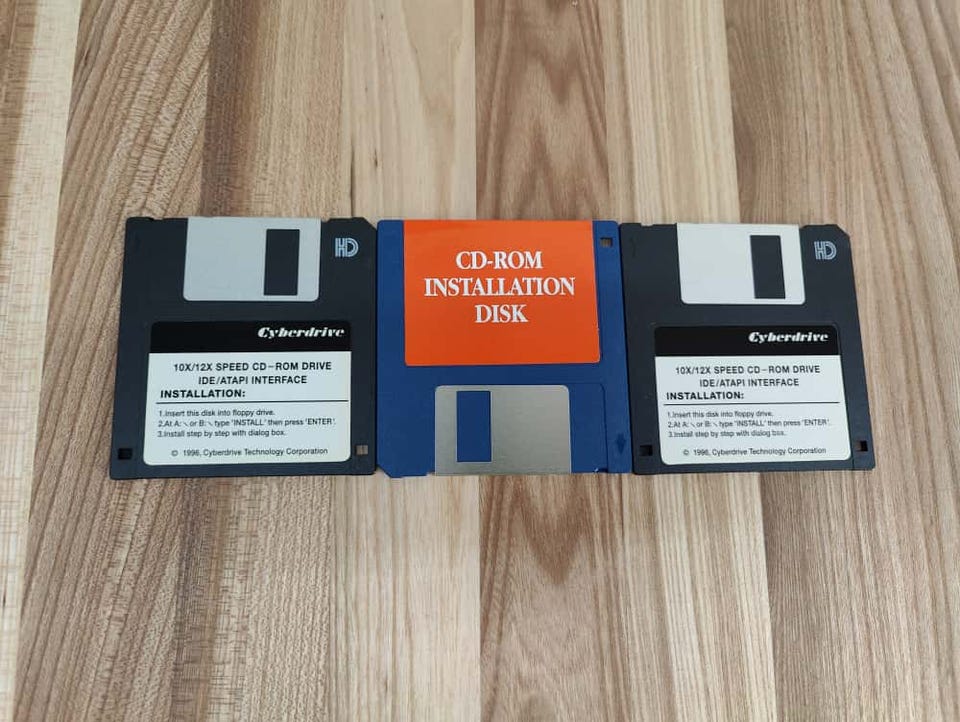 HD
Cyberdrive
10X/12X SPEED CD-ROM DRIVE
IDE/ATAPI INTERFACE
INSTALLATION:
1.Insert this disk into floppy drive.
2.At A:\ or B:\ type 'INSTALL' then press 'ENTER'.
3.Install step by step with dialog box.
© 1996, Cyberdrive Technology Corporation
CD-ROM
INSTALLATION
DISK
HD
Cyberdrive
10X/12X SPEED CD-ROM DRIVE
IDE/ATAPI INTERFACE
INSTALLATION:
1.Insert this disk into floppy drive.
2.At A:\ or B:\ type 'INSTALL' then press 'ENTER'.
3.Install step by step with dialog box.
© 1996, Cyberdrive Technology Corporation